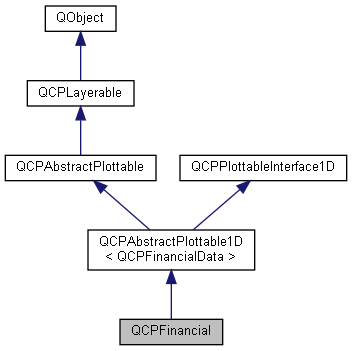 QObject
QCPLayerable
QCPAbstractPlottable
QCPPlottableInterface1D
QCPAbstractPlottable1D
< QCPFinancialData >
QCPFinancial